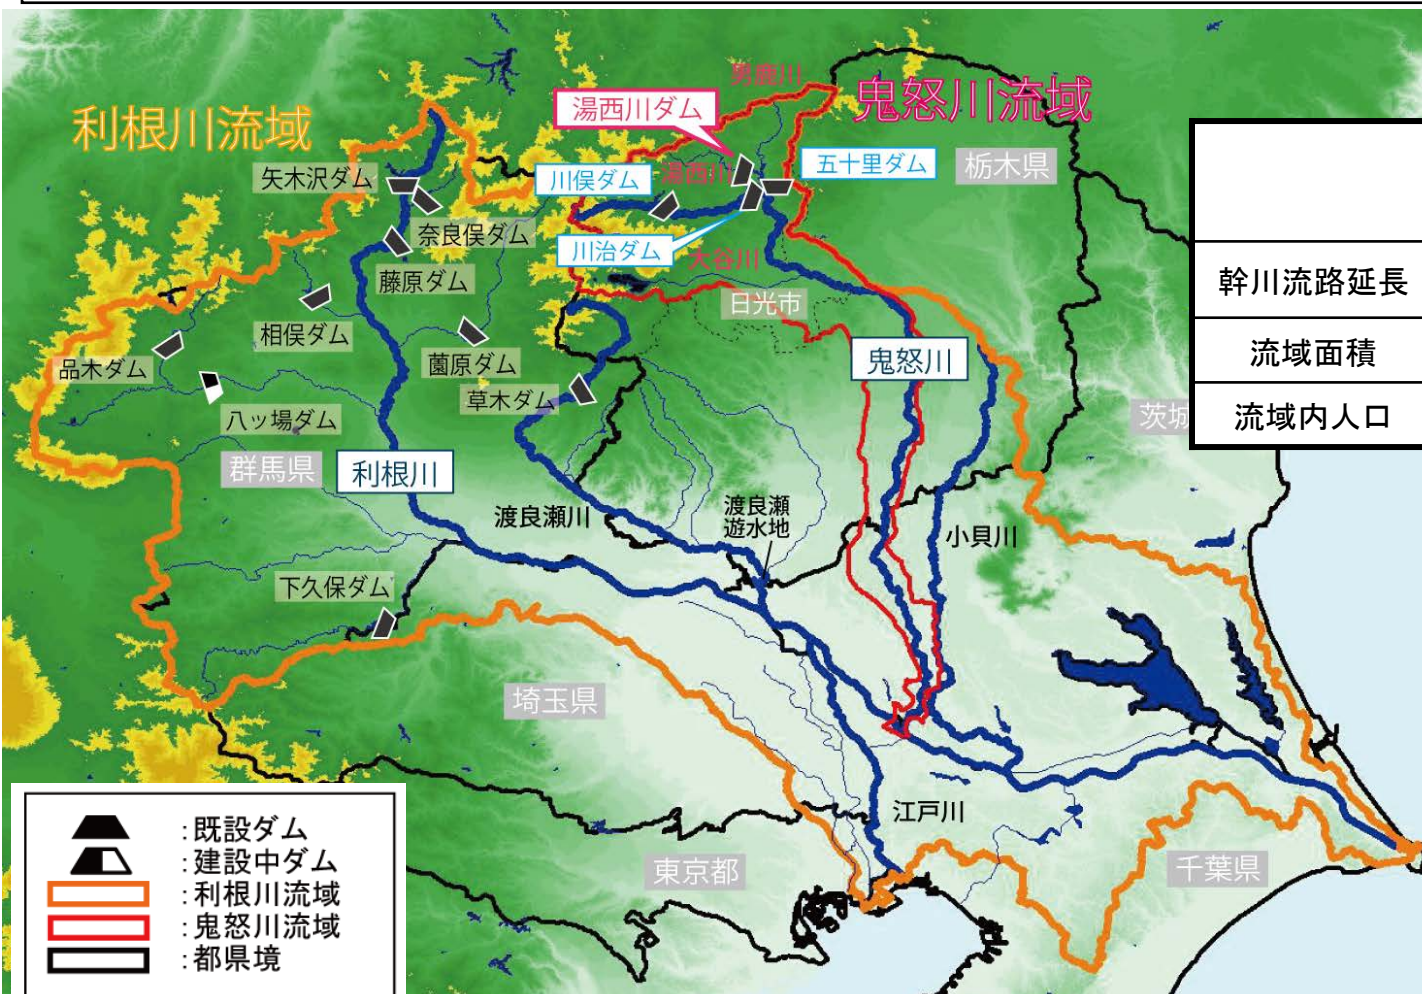 利根川流域
男鹿川
湯西川ダム
鬼怒川流域
矢木沢ダム
川俣ダム
湯西川
五十里ダム
栃木県
奈良俣ダム
川治ダム
大谷川
藤原ダム
日光市
幹川流路延長
相俣ダム
薗原ダム
鬼怒川
流域面積
品木ダム
草木ダム
八ッ場ダム
茨城
流域内人口
群馬県
利根川
渡良瀬川
渡良瀬
遊水地
小貝川
下久保ダム
埼玉県
江戸川
東京都
千葉県
:既設ダム
:建設中ダム
:利根川流域
:鬼怒川流域
:都県境